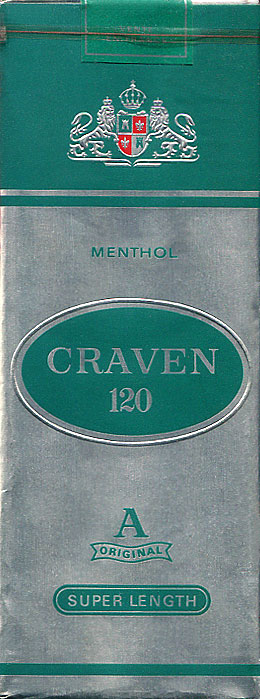 MENTHOL
CRAVEN
120
A
ORIGINAL
SUPER LENGTH